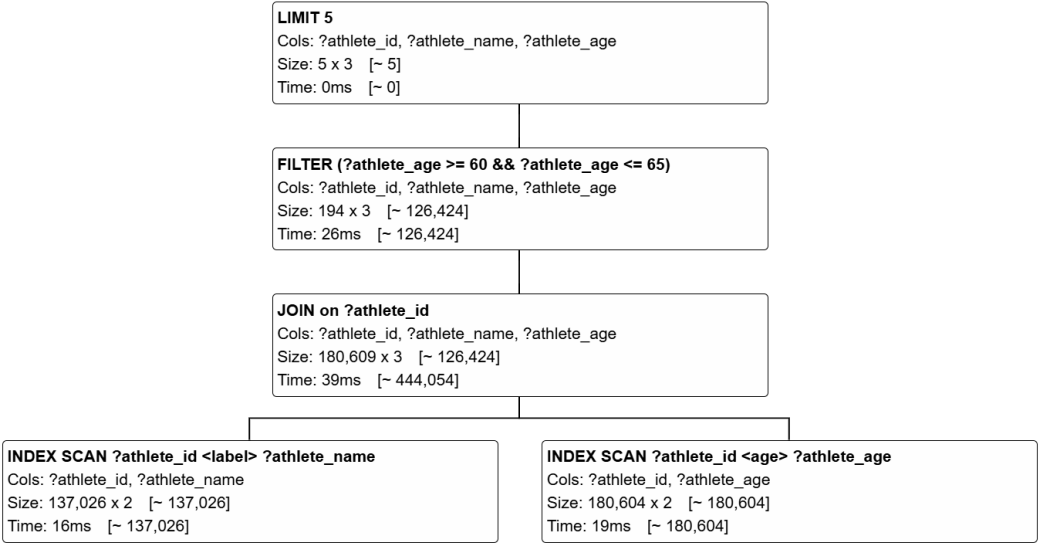 LIMIT 5
Cols: ?athlete_id, ?athlete_name, ?athlete_age
Size: 5 x 3 [~ 5]
Time: 0ms [~ 0]
FILTER (?athlete_age >= 60 && ?athlete_age <= 65)
Cols: ?athlete_id, ?athlete_name, ?athlete_age
Size: 194 x 3 [~ 126,424]
Time: 26ms [~ 126,424]
JOIN on ?athlete_id
Cols: ?athlete_id, ?athlete_name, ?athlete_age
Size: 180,609 x 3 [~ 126,424]
Time: 39ms [~ 444,054]
INDEX SCAN ?athlete_id <label> ?athlete_name
Cols: ?athlete_id, ?athlete_name
Size: 137,026 x 2 [~ 137,026]
Time: 16ms [~ 137,026]
INDEX SCAN ?athlete_id <age> ?athlete_age
Cols: ?athlete_id, ?athlete_age
Size: 180,604 x 2 [~ 180,604]
Time: 19ms [~ 180,604]